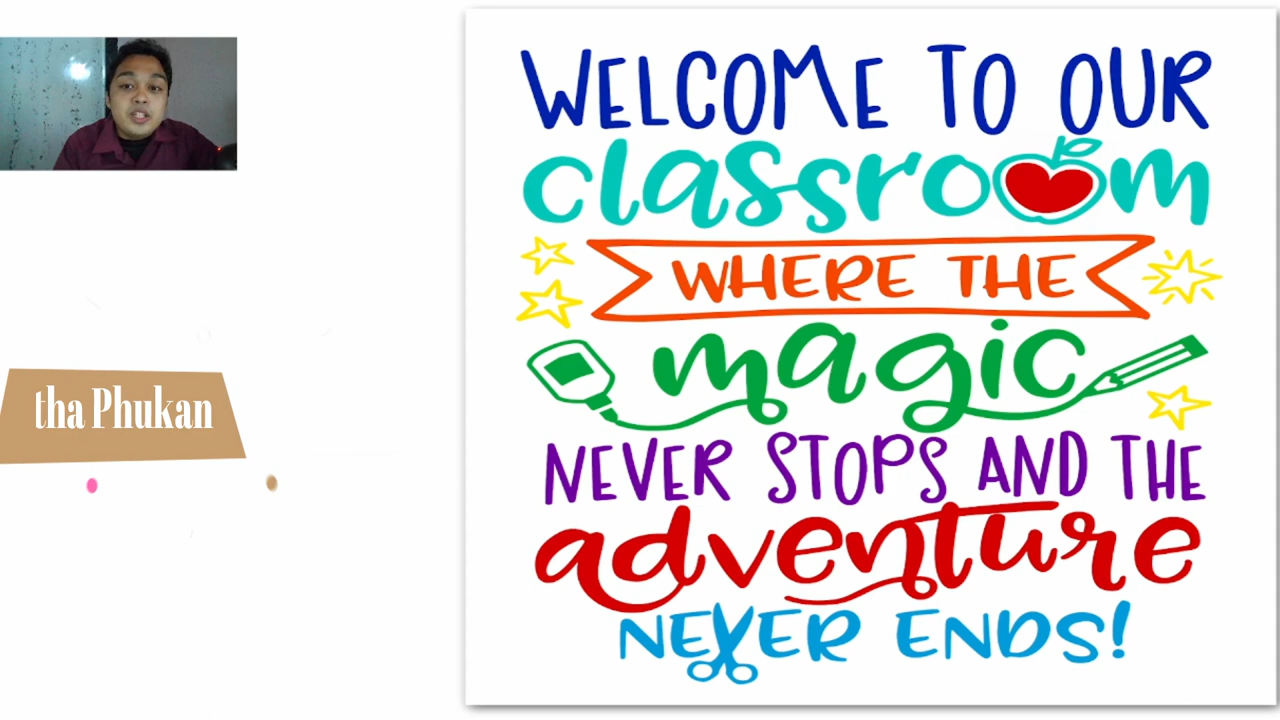 tha Phukan
WELCOME TO OUR
classroom
WHERE THE
magic
NEVER STOPS AND THE
adventure
NEVER ENDS!